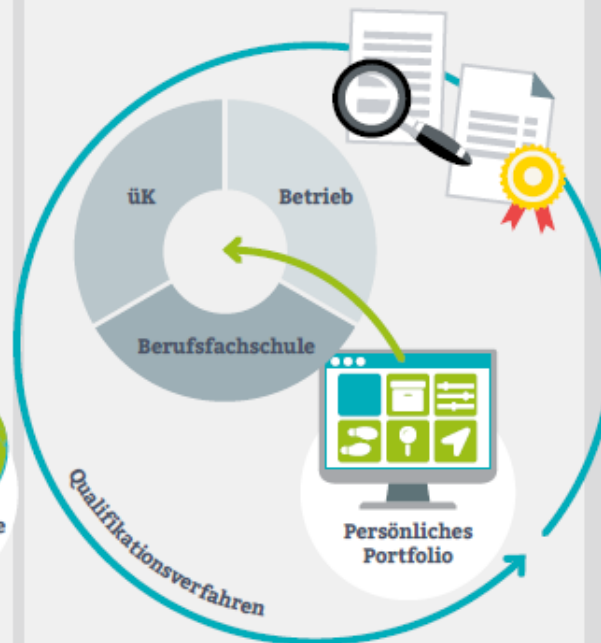 üK
Betrieb
Berufsfachschule
Persönliches
Portfolio
Qualifikationsverfahren